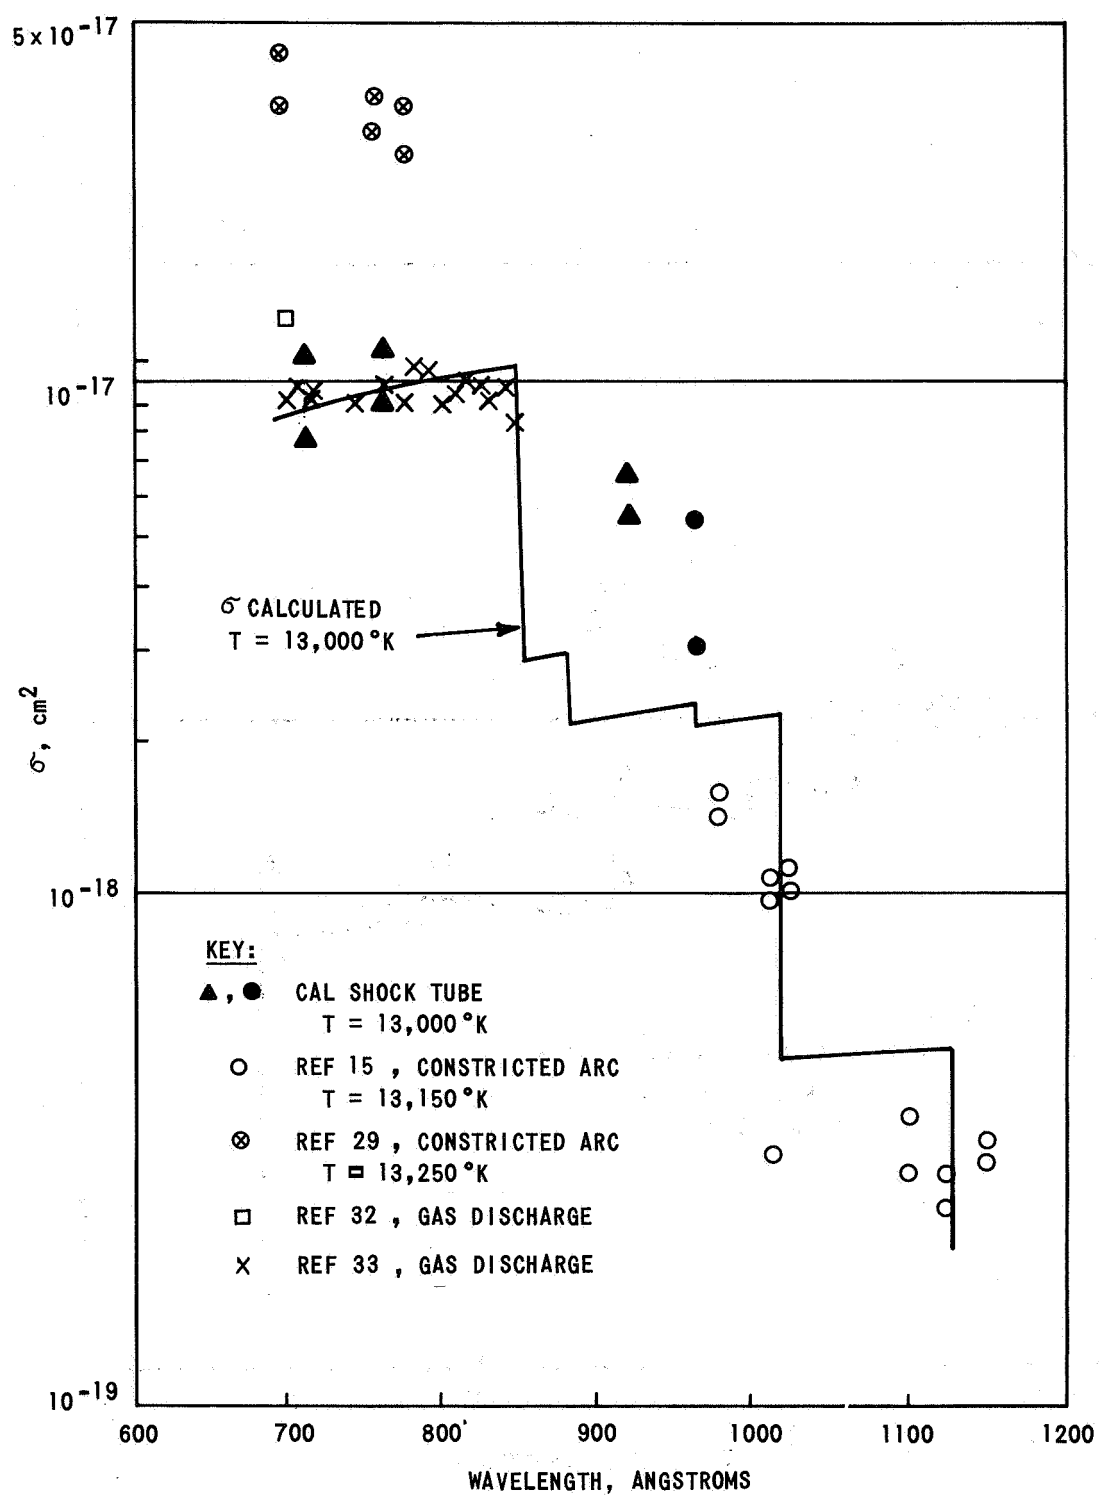 5×10⁻¹⁷
10⁻¹⁷
σ CALCULATED
T = 13,000 °K
σ, cm²
10⁻¹⁸
KEY:
▲, ● CAL SHOCK TUBE
T = 13,000 °K
○ REF 15 , CONSTRICTED ARC
T = 13,150 °K
⊗ REF 29 , CONSTRICTED ARC
T = 13,250 °K
□ REF 32 , GAS DISCHARGE
× REF 33 , GAS DISCHARGE
10⁻¹⁹
600 700 800 900 1000 1100 1200
WAVELENGTH, ANGSTROMS